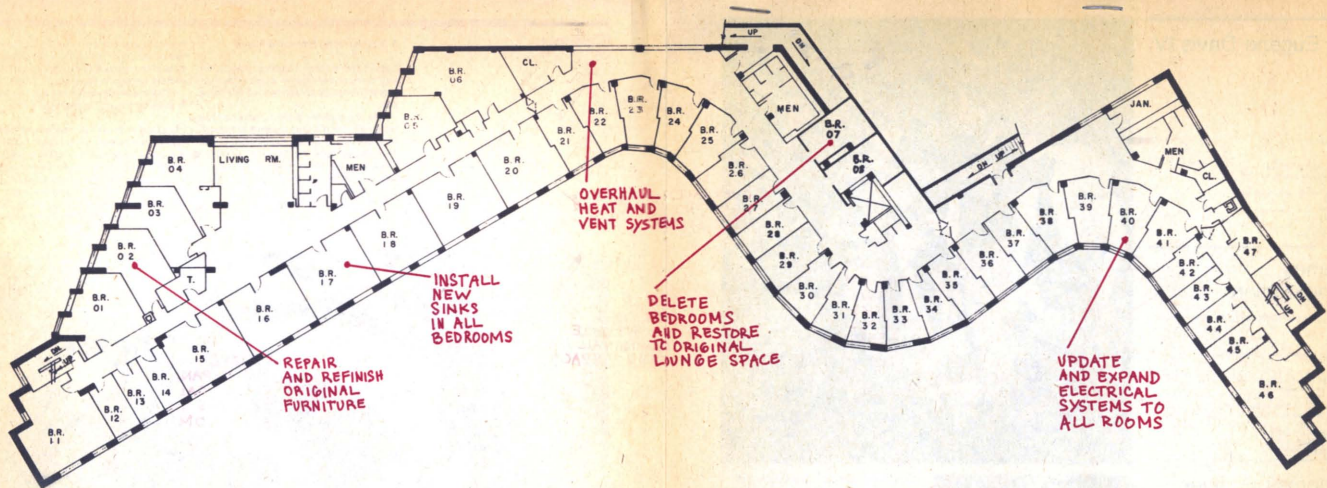 UP
DN
B.R.
06
CL.
B.R.
05
B.R.
22
B.R.
23
B.R.
24
B.R.
25
B.R.
21
MEN
B.R.
07
B.R.
08
JAN.
MEN
CL.
DN UP
B.R.
04
LIVING RM.
MEN
B.R.
03
B.R.
02
T.
B.R.
01
DN
UP
B.R.
20
B.R.
19
B.R.
18
B.R.
17
B.R.
16
B.R.
15
B.R.
14
B.R.
13
B.R.
12
B.R.
11
B.R.
26
B.R.
27
B.R.
28
B.R.
29
B.R.
30
B.R.
31
B.R.
32
B.R.
33
B.R.
34
B.R.
35
B.R.
36
B.R.
37
B.R.
38
B.R.
39
B.R.
40
B.R.
41
B.R.
42
B.R.
43
B.R.
44
B.R.
45
B.R.
46
B.R.
47
UP
DN
REPAIR
AND REFINISH
ORIGINAL
FURNITURE
INSTALL
NEW
SINKS
IN ALL
BEDROOMS
OVERHAUL
HEAT AND
VENT SYSTEMS
DELETE
BEDROOMS
AND RESTORE
TO ORIGINAL
LOUNGE SPACE
UPDATE
AND EXPAND
ELECTRICAL
SYSTEMS TO
ALL ROOMS